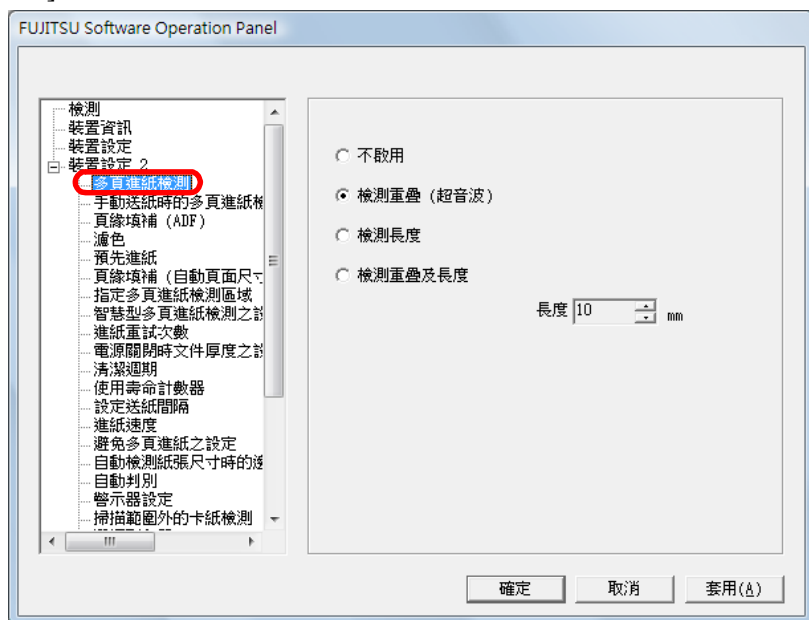 FUJITSU Software Operation Panel
檢測
裝置資訊
裝置設定
裝置設定 2
多頁進紙檢測
手動送紙時的多頁進紙檢
頁緣填補 (ADF)
濾色
預先進紙
頁緣填補 (自動頁面尺寸
指定多頁進紙檢測區域
智慧型多頁進紙檢測之設
進紙重試次數
電源關閉時文件厚度之設
清潔週期
使用壽命計數器
設定送紙間隔
進紙速度
避免多頁進紙之設定
自動檢測紙張尺寸時的邊
自動判別
警示器設定
掃描範圍外的卡紙檢測
不啟用
檢測重疊 (超音波)
檢測長度
檢測重疊及長度
長度 10 mm
確定 取消 套用(A)